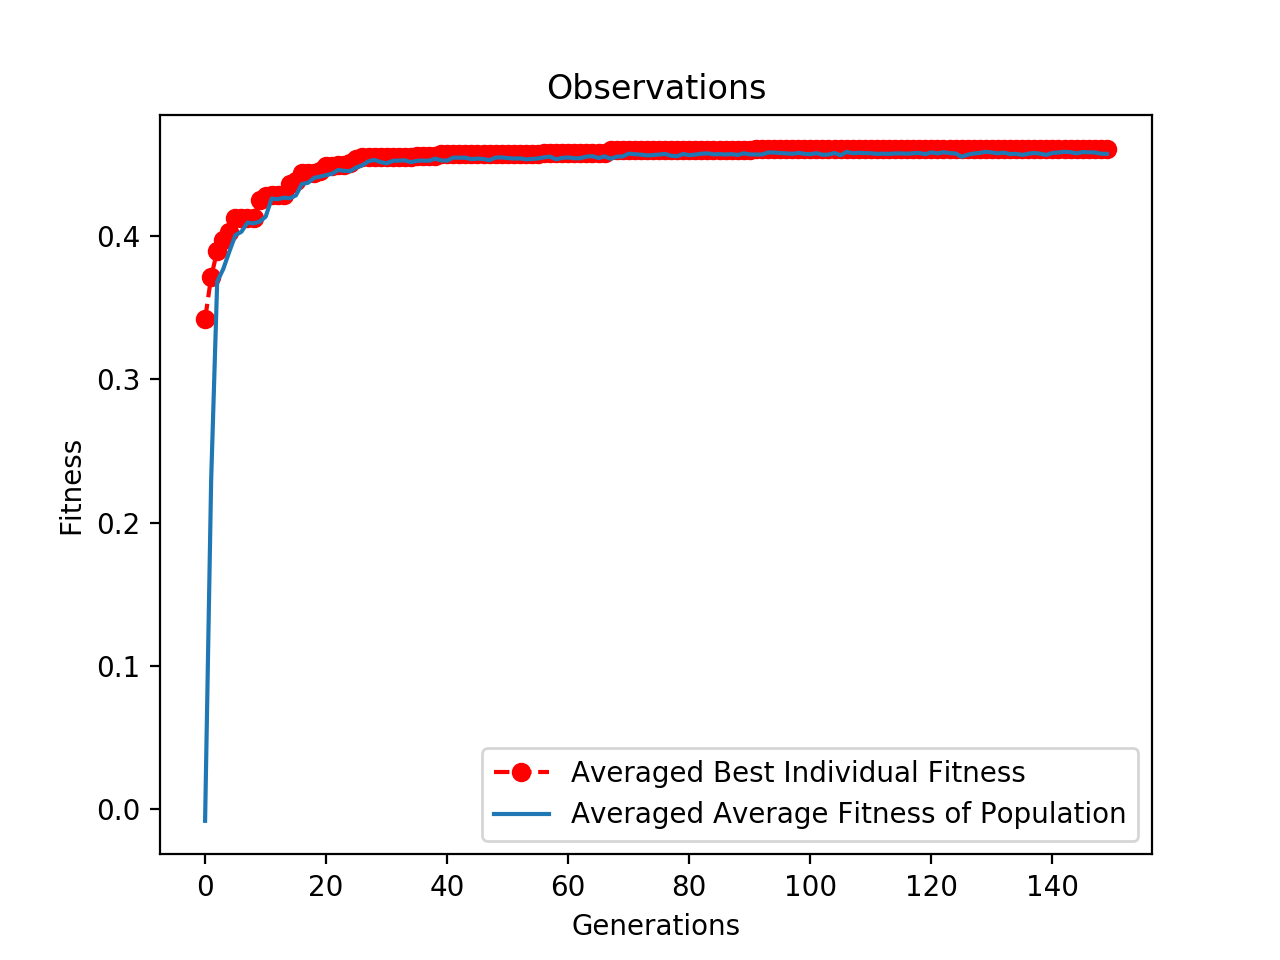 Observations
Fitness
0.4
0.3
0.2
0.1
0.0
Averaged Best Individual Fitness
Averaged Average Fitness of Population
0 20 40 60 80 100 120 140
Generations